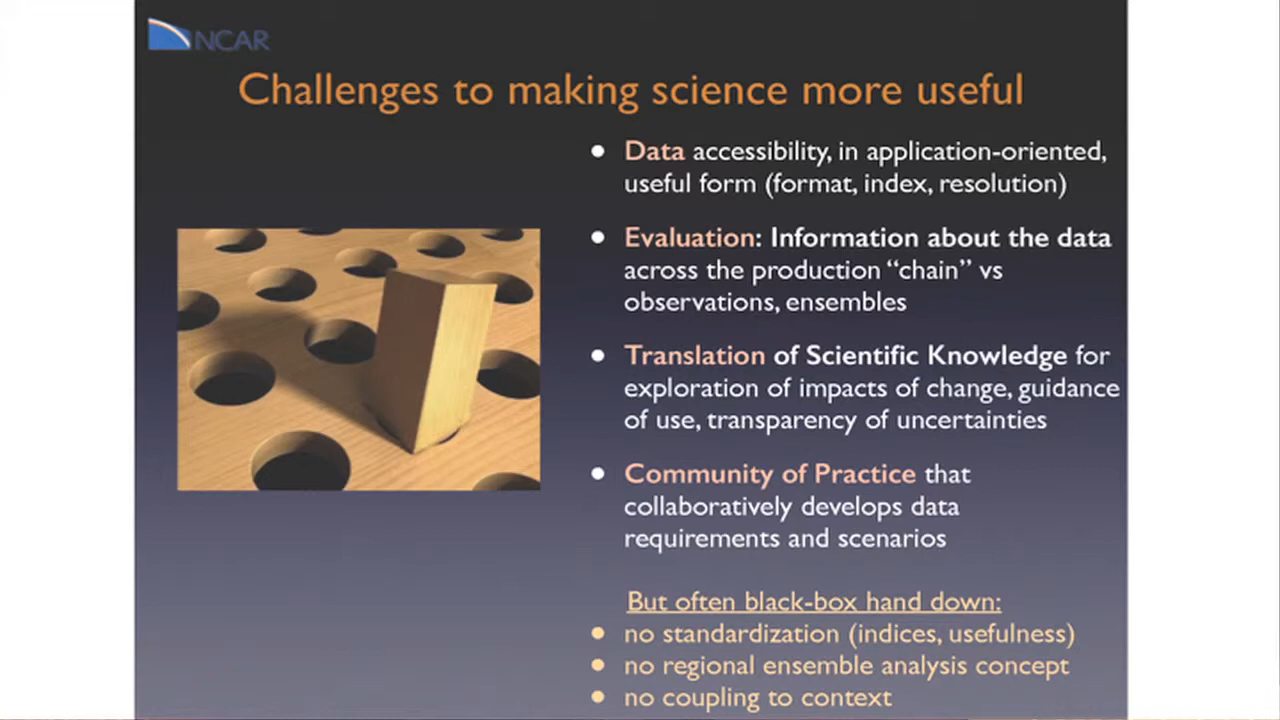 NCAR
Challenges to making science more useful
• Data accessibility, in application-oriented,
useful form (format, index, resolution)
• Evaluation: Information about the data
across the production “chain” vs
observations, ensembles
• Translation of Scientific Knowledge for
exploration of impacts of change, guidance
of use, transparency of uncertainties
• Community of Practice that
collaboratively develops data
requirements and scenarios
But often black-box hand down:
• no standardization (indices, usefulness)
• no regional ensemble analysis concept
• no coupling to context